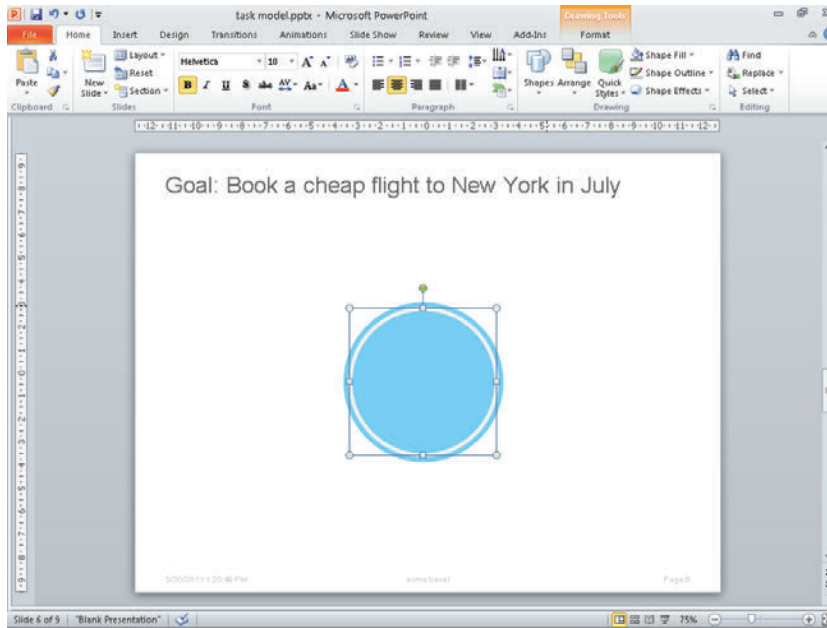 task model.pptx - Microsoft PowerPoint
Drawing Tools
File Home Insert Design Transitions Animations Slide Show Review View Add-Ins Format
Paste
New Slide
Layout
Reset
Section
Helvetica 10
B I U S abc AV Aa A
Shapes Arrange Quick Styles
Shape Fill
Shape Outline
Shape Effects
Find
Replace
Select
Clipboard Slides Font Paragraph Drawing Editing
Goal: Book a cheap flight to New York in July
Page 6
Slide 6 of 9 "Blank Presentation" 75%